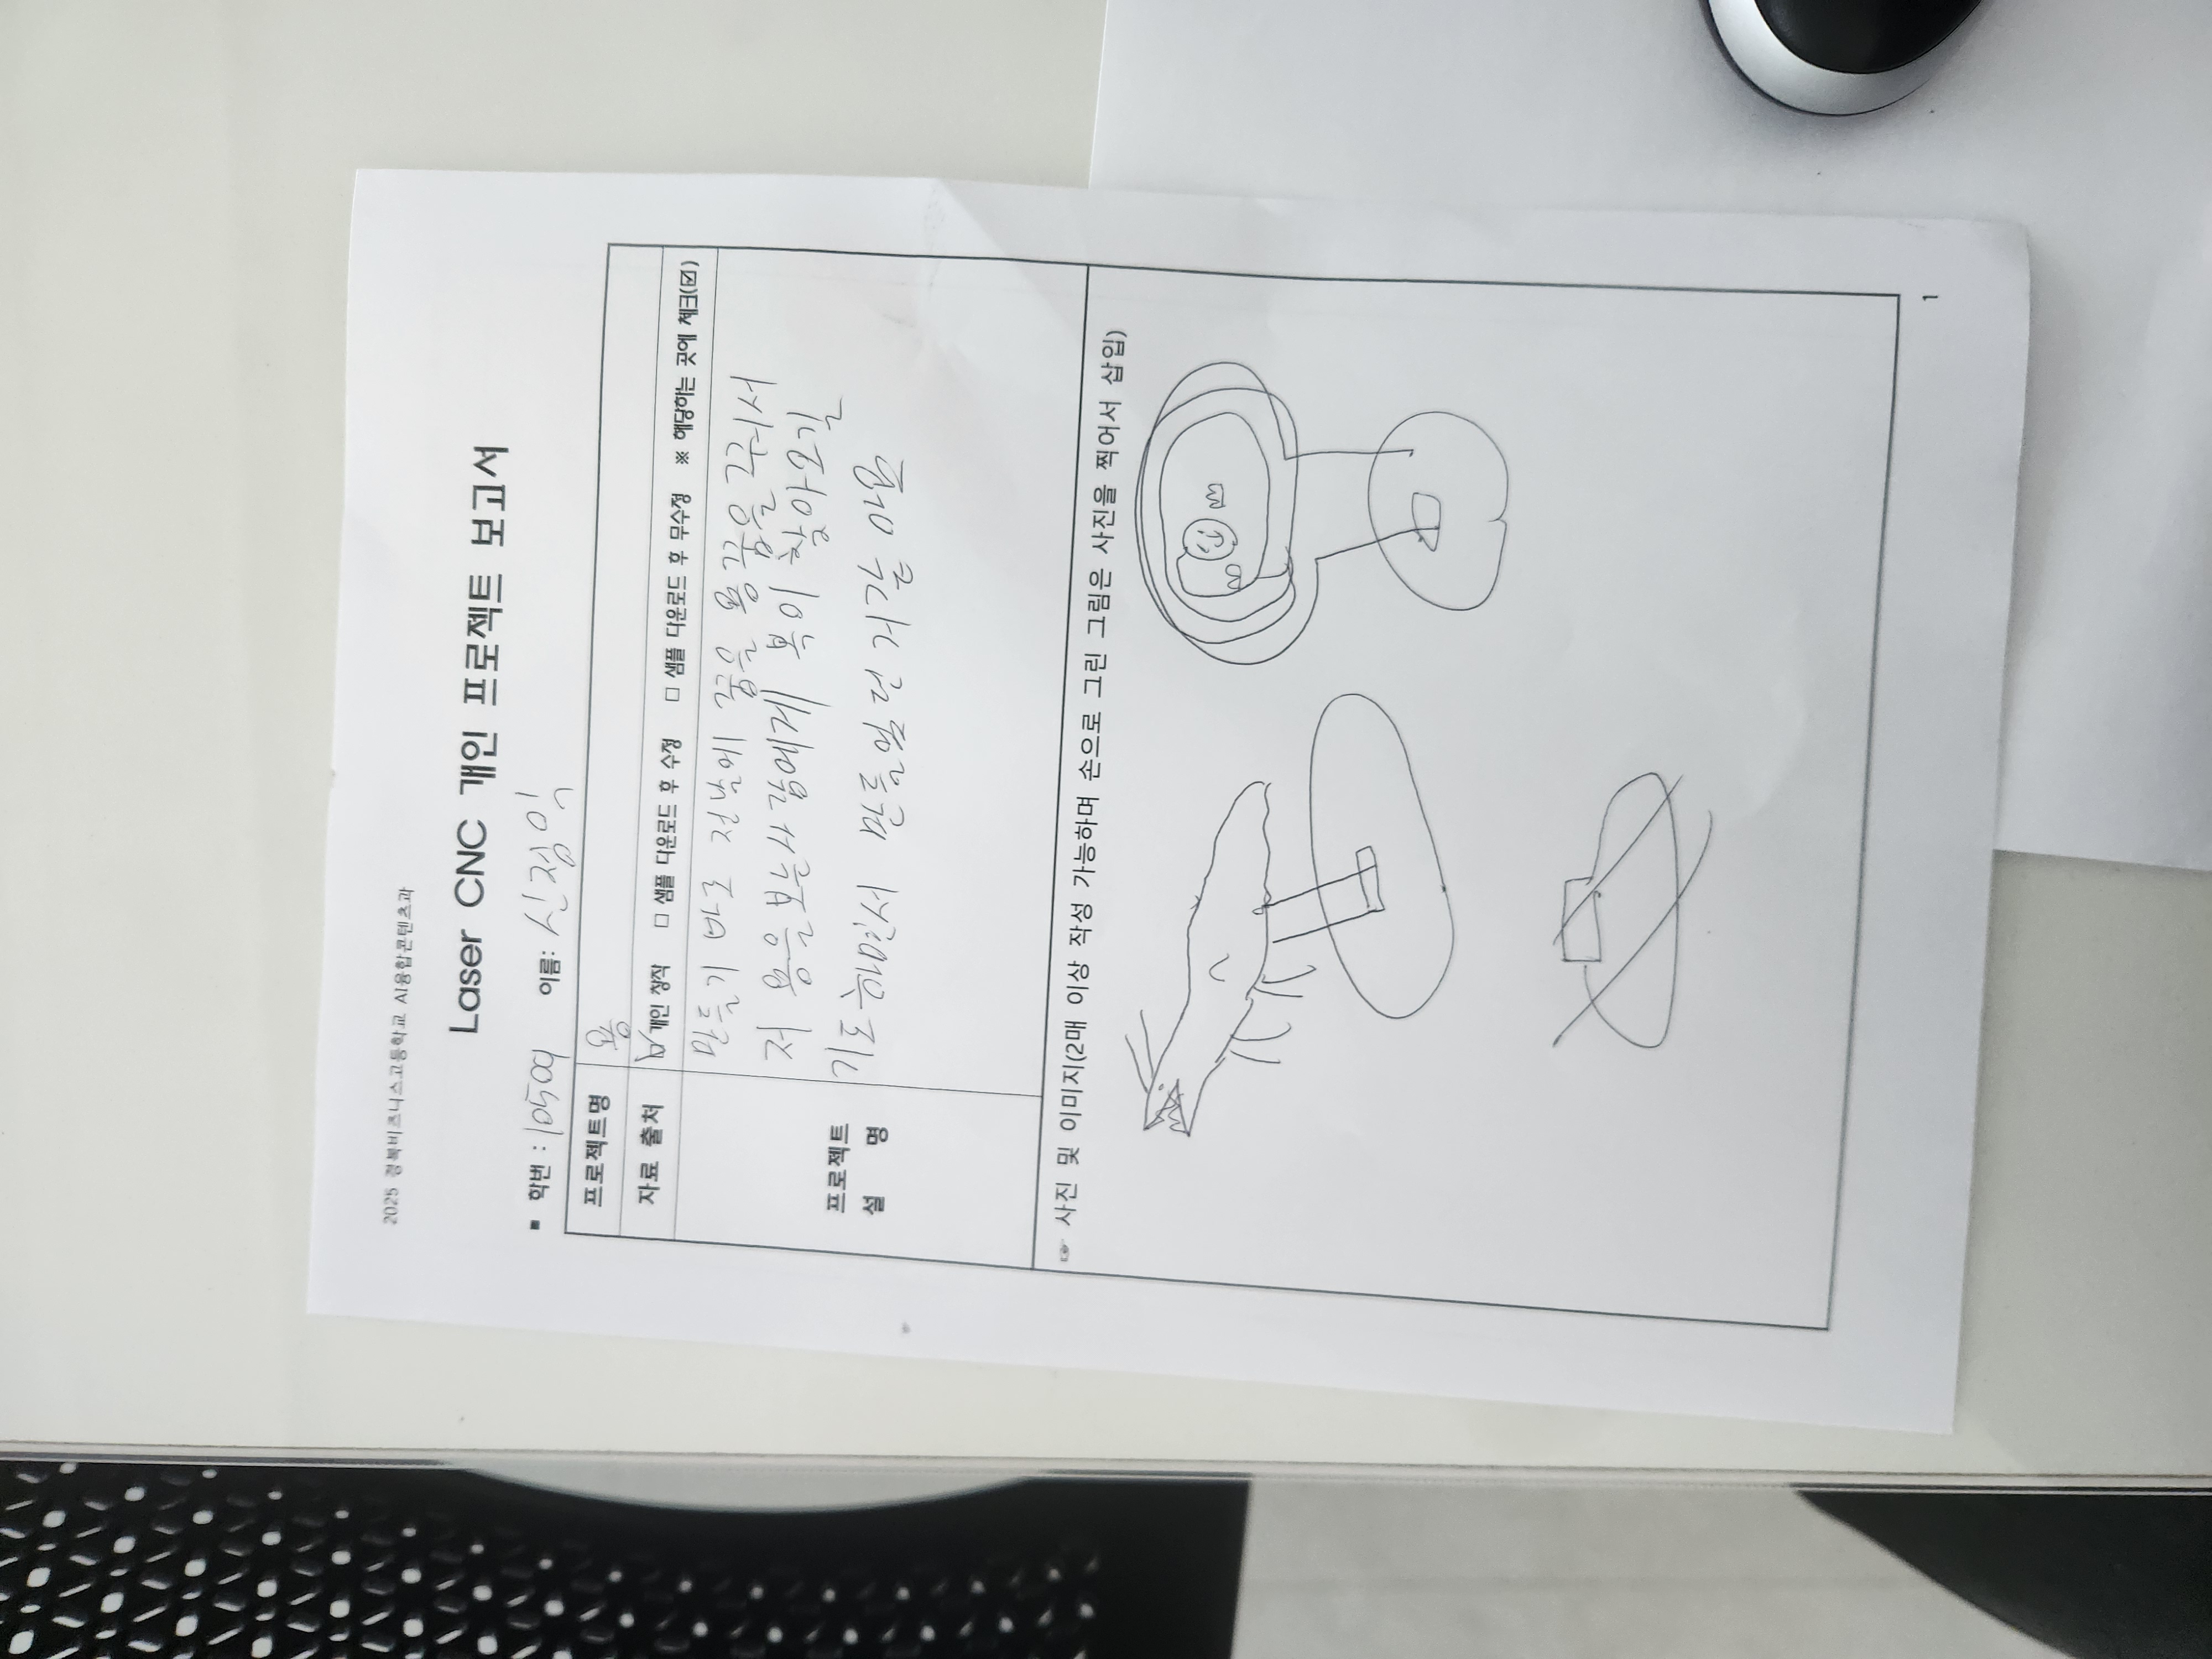 2025 경북비즈니스고등학교 AI융합콘텐츠과
Laser CNC 개인 프로젝트 보고서
▪ 학번 : 10509 이름: 신정익
프로젝트명 용
자료 출처 ☑ 개인 창작 □ 샘플 다운로드 후 수정 □ 샘플 다운로드 후 무수정 ※ 해당하는 곳에 체크(☑)
프로젝트
설 명
만들기 바로 전날에 꿈을 용꿈을 꿔서
저 용을보는사람에게 복이 찾아오길
기도하면서 만들었던 거같 아요
☞ 사진 및 이미지(2매 이상 작성 가능하며 손으로 그린 그림은 사진을 찍어서 삽입)
1